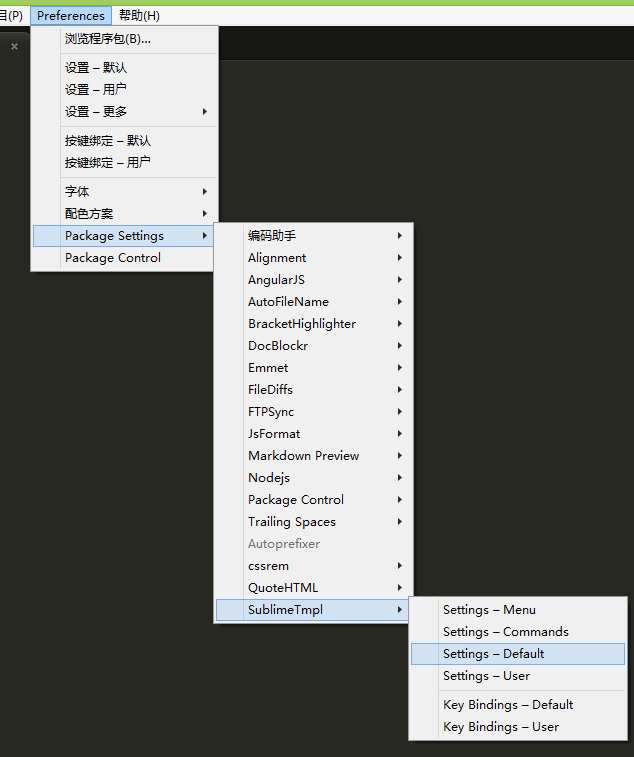 目(P) Preferences 帮助(H)
浏览程序包(B)...
设置 – 默认
设置 – 用户
设置 – 更多
按键绑定 – 默认
按键绑定 – 用户
字体
配色方案
Package Settings
Package Control
编码助手
Alignment
AngularJS
AutoFileName
BracketHighlighter
DocBlockr
Emmet
FileDiffs
FTPSync
JsFormat
Markdown Preview
Nodejs
Package Control
Trailing Spaces
Autoprefixer
cssrem
QuoteHTML
SublimeTmpl
Settings – Menu
Settings – Commands
Settings – Default
Settings – User
Key Bindings – Default
Key Bindings – User